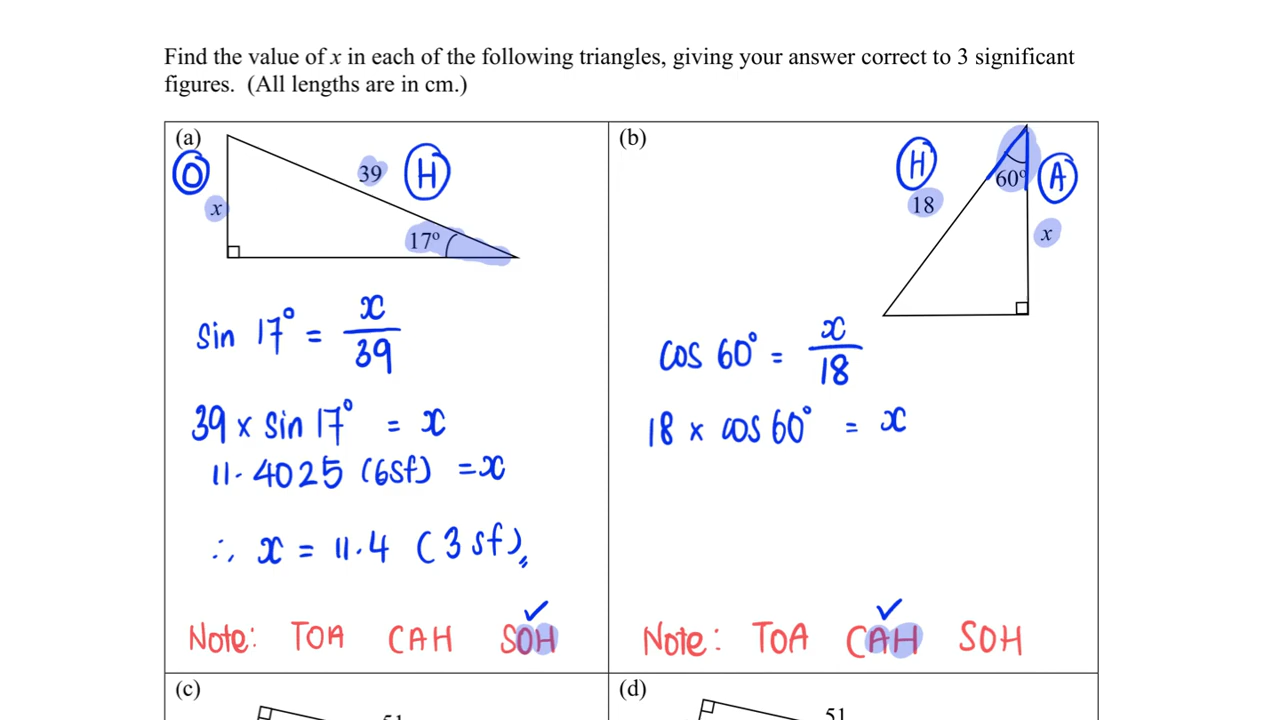 Find the value of x in each of the following triangles, giving your answer correct to 3 significant
figures. (All lengths are in cm.)
(a)
O
39
H
x
17°
sin 17° = x/39
39 × sin 17° = x
11.4025 (6sf) = x
∴ x = 11.4 (3 sf)
Note: TOA CAH SOH
(b)
H
60°
A
18
x
cos 60° = x/18
18 × cos 60° = x
Note: TOA CAH SOH
(c)
(d)
51